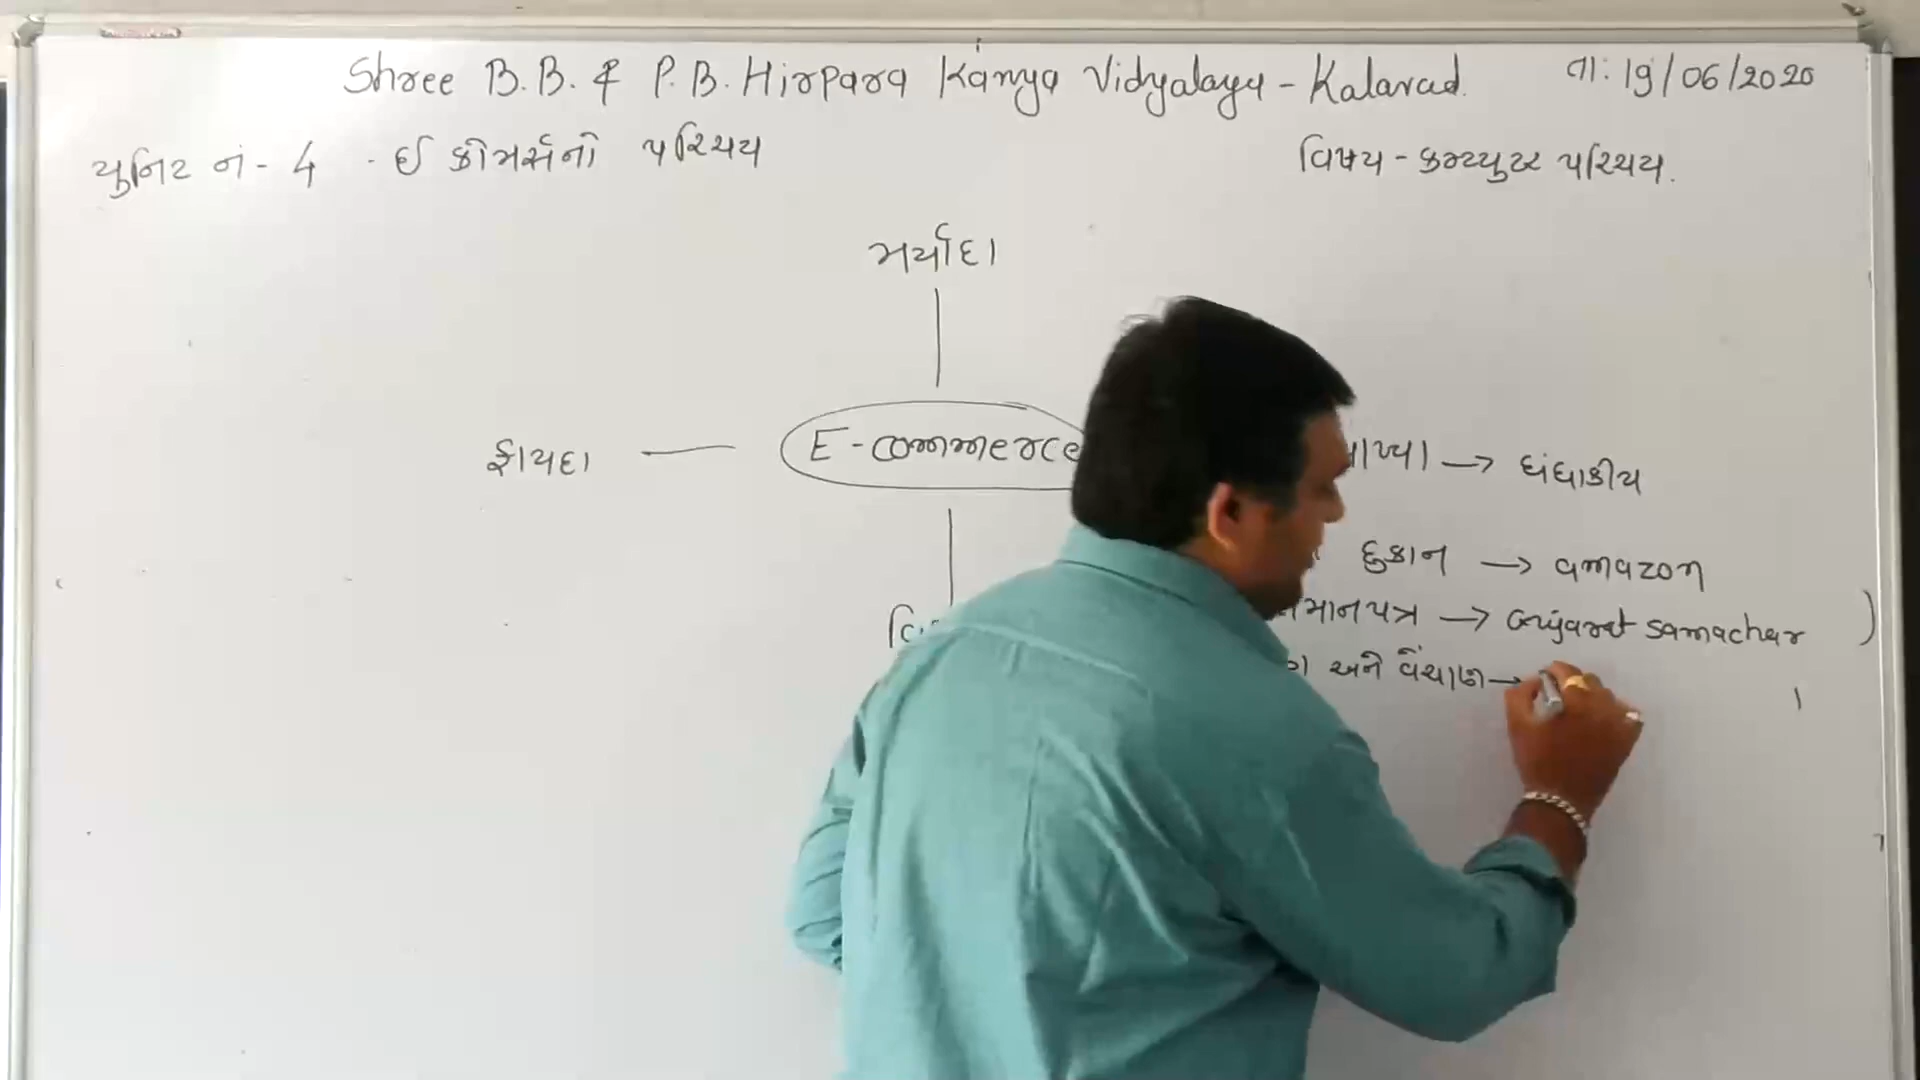 Shree B.B. & P.B. Hirpara Kanya Vidyalaya - Kalavad.
તા: 19/06/2020
યુનિટ નં - 4 - ઈ કોમર્સનો પરિચય
વિષય - કમ્પ્યુટર પરિચય.
મર્યાદા
ફાયદા
E-commerce
→ ધંધાકીય
દુકાન → amazon
→ Gujarat samachar
અને વેંચાણ →